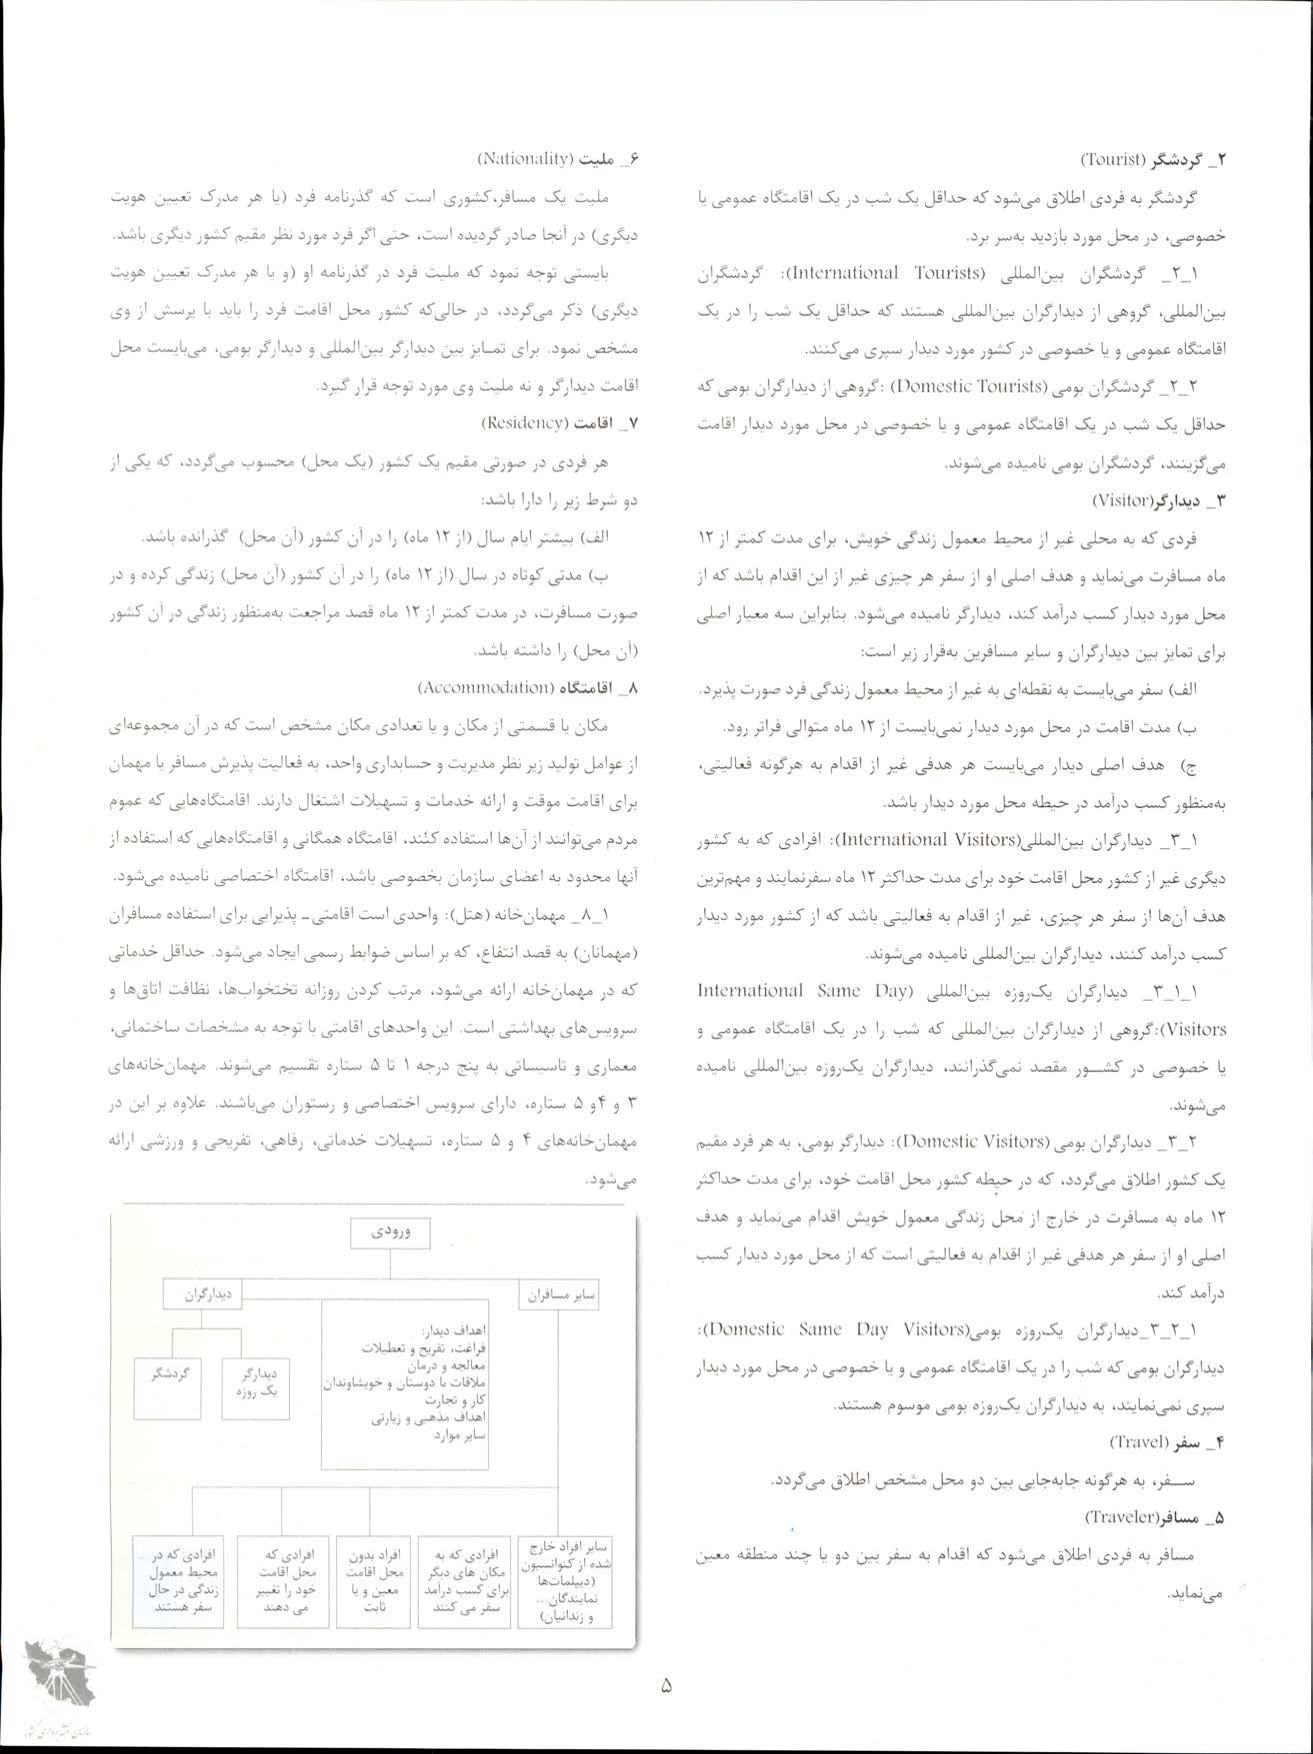 ۲_ گردشگر (Tourist)
گردشگر به فردی اطلاق می‌شود که حداقل یک شب در یک اقامتگاه عمومی یا
خصوصی، در محل مورد بازدید به‌سر برد.
۱_۲_ گردشگران بین‌المللی (International Tourists): گردشگران
بین‌المللی، گروهی از دیدارگران بین‌المللی هستند که حداقل یک شب را در یک
اقامتگاه عمومی و یا خصوصی در کشور مورد دیدار سپری می‌کنند.
۲_۲_ گردشگران بومی (Domestic Tourists) :گروهی از دیدارگران بومی که
حداقل یک شب در یک اقامتگاه عمومی و یا خصوصی در محل مورد دیدار اقامت
می‌گزینند، گردشگران بومی نامیده می‌شوند.
۳_ دیدارگر(Visitor)
فردی که به محلی غیر از محیط معمول زندگی خویش، برای مدت کمتر از ۱۲
ماه مسافرت می‌نماید و هدف اصلی او از سفر هر چیزی غیر از این اقدام باشد که از
محل مورد دیدار کسب درآمد کند، دیدارگر نامیده می‌شود. بنابراین سه معیار اصلی
برای تمایز بین دیدارگران و سایر مسافرین به‌قرار زیر است:
الف) سفر می‌بایست به نقطه‌ای به غیر از محیط معمول زندگی فرد صورت پذیرد.
ب) مدت اقامت در محل مورد دیدار نمی‌بایست از ۱۲ ماه متوالی فراتر رود.
ج) هدف اصلی دیدار می‌بایست هر هدفی غیر از اقدام به هرگونه فعالیتی،
به‌منظور کسب درآمد در حیطه محل مورد دیدار باشد.
۱_۳_ دیدارگران بین‌المللی(International Visitors): افرادی که به کشور
دیگری غیر از کشور محل اقامت خود برای مدت حداکثر ۱۲ ماه سفرنمایند و مهم‌ترین
هدف آن‌ها از سفر هر چیزی، غیر از اقدام به فعالیتی باشد که از کشور مورد دیدار
کسب درآمد کنند، دیدارگران بین‌المللی نامیده می‌شوند.
۱_۱_۳_ دیدارگران یک‌روزه بین‌المللی (International Same Day
Visitors):گروهی از دیدارگران بین‌المللی که شب را در یک اقامتگاه عمومی و
یا خصوصی در کشـــور مقصد نمی‌گذرانند، دیدارگران یک‌روزه بین‌المللی نامیده
می‌شوند.
۲_۳_ دیدارگران بومی (Domestic Visitors): دیدارگر بومی، به هر فرد مقیم
یک کشور اطلاق می‌گردد، که در حیطه کشور محل اقامت خود، برای مدت حداکثر
۱۲ ماه به مسافرت در خارج از محل زندگی معمول خویش اقدام می‌نماید و هدف
اصلی او از سفر هر هدفی غیر از اقدام به فعالیتی است که از محل مورد دیدار کسب
درآمد کند.
۱_۲_۳_دیدارگران یک‌روزه بومی(Domestic Same Day Visitors):
دیدارگران بومی که شب را در یک اقامتگاه عمومی و یا خصوصی در محل مورد دیدار
سپری نمی‌نمایند، به دیدارگران یک‌روزه بومی موسوم هستند.
۴_ سفر (Travel)
ســفر، به هرگونه جابه‌جایی بین دو محل مشخص اطلاق می‌گردد.
۵_ مسافر(Traveler)
مسافر به فردی اطلاق می‌شود که اقدام به سفر بین دو یا چند منطقه معین
می‌نماید.
۶_ ملیت (Nationality)
ملیت یک مسافر،کشوری است که گذرنامه فرد (یا هر مدرک تعیین هویت
دیگری) در آنجا صادر گردیده است، حتی اگر فرد مورد نظر مقیم کشور دیگری باشد.
بایستی توجه نمود که ملیت فرد در گذرنامه او (و یا هر مدرک تعیین هویت
دیگری) ذکر می‌گردد، در حالی‌که کشور محل اقامت فرد را باید با پرسش از وی
مشخص نمود. برای تمـایز بین دیدارگر بین‌المللی و دیدارگر بومی، می‌بایست محل
اقامت دیدارگر و نه ملیت وی مورد توجه قرار گیرد.
۷_ اقامت (Residency)
هر فردی در صورتی مقیم یک کشور (یک محل) محسوب می‌گردد، که یکی از
دو شرط زیر را دارا باشد:
الف) بیشتر ایام سال (از ۱۲ ماه) را در آن کشور (آن محل) گذرانده باشد.
ب) مدتی کوتاه در سال (از ۱۲ ماه) را در آن کشور (آن محل) زندگی کرده و در
صورت مسافرت، در مدت کمتر از ۱۲ ماه قصد مراجعت به‌منظور زندگی در آن کشور
(آن محل) را داشته باشد.
۸_ اقامتگاه (Accommodation)
مکان یا قسمتی از مکان و یا تعدادی مکان مشخص است که در آن مجموعه‌ای
از عوامل تولید زیر نظر مدیریت و حسابداری واحد، به فعالیت پذیرش مسافر یا مهمان
برای اقامت موقت و ارائه خدمات و تسهیلات اشتغال دارند. اقامتگاه‌هایی که عموم
مردم می‌توانند از آن‌ها استفاده کنند، اقامتگاه همگانی و اقامتگاه‌هایی که استفاده از
آنها محدود به اعضای سازمان بخصوصی باشد، اقامتگاه اختصاصی نامیده می‌شود.
۱_۸_ مهمان‌خانه (هتل): واحدی است اقامتی- پذیرایی برای استفاده مسافران
(مهمانان) به قصد انتفاع، که بر اساس ضوابط رسمی ایجاد می‌شود. حداقل خدماتی
که در مهمان‌خانه ارائه می‌شود، مرتب کردن روزانه تختخواب‌ها، نظافت اتاق‌ها و
سرویس‌های بهداشتی است. این واحدهای اقامتی با توجه به مشخصات ساختمانی،
معماری و تاسیساتی به پنج درجه ۱ تا ۵ ستاره تقسیم می‌شوند. مهمان‌خانه‌های
۳ و ۴و ۵ ستاره، دارای سرویس اختصاصی و رستوران می‌باشند. علاوه بر این در
مهمان‌خانه‌های ۴ و ۵ ستاره، تسهیلات خدماتی، رفاهی، تفریحی و ورزشی ارائه
می‌شود.
ورودی
سایر مسافران
دیدارگران
اهداف دیدار:
فراغت، تفریح و تعطیلات
معالجه و درمان
ملاقات با دوستان و خویشاوندان
کار و تجارت
اهداف مذهبی و زیارتی
سایر موارد
دیدارگر
یک روزه
گردشگر
سایر افراد خارج
شده از کنوانسیون
(دیپلمات‌ها
نمایندگان...
و زندانیان)
افرادی که به
مکان های دیگر
برای کسب درآمد
سفر می کنند
افراد بدون
محل اقامت
معین و یا
ثابت
افرادی که
محل اقامت
خود را تغییر
می دهند
افرادی که در
محیط معمول
زندگی در حال
سفر هستند
۵